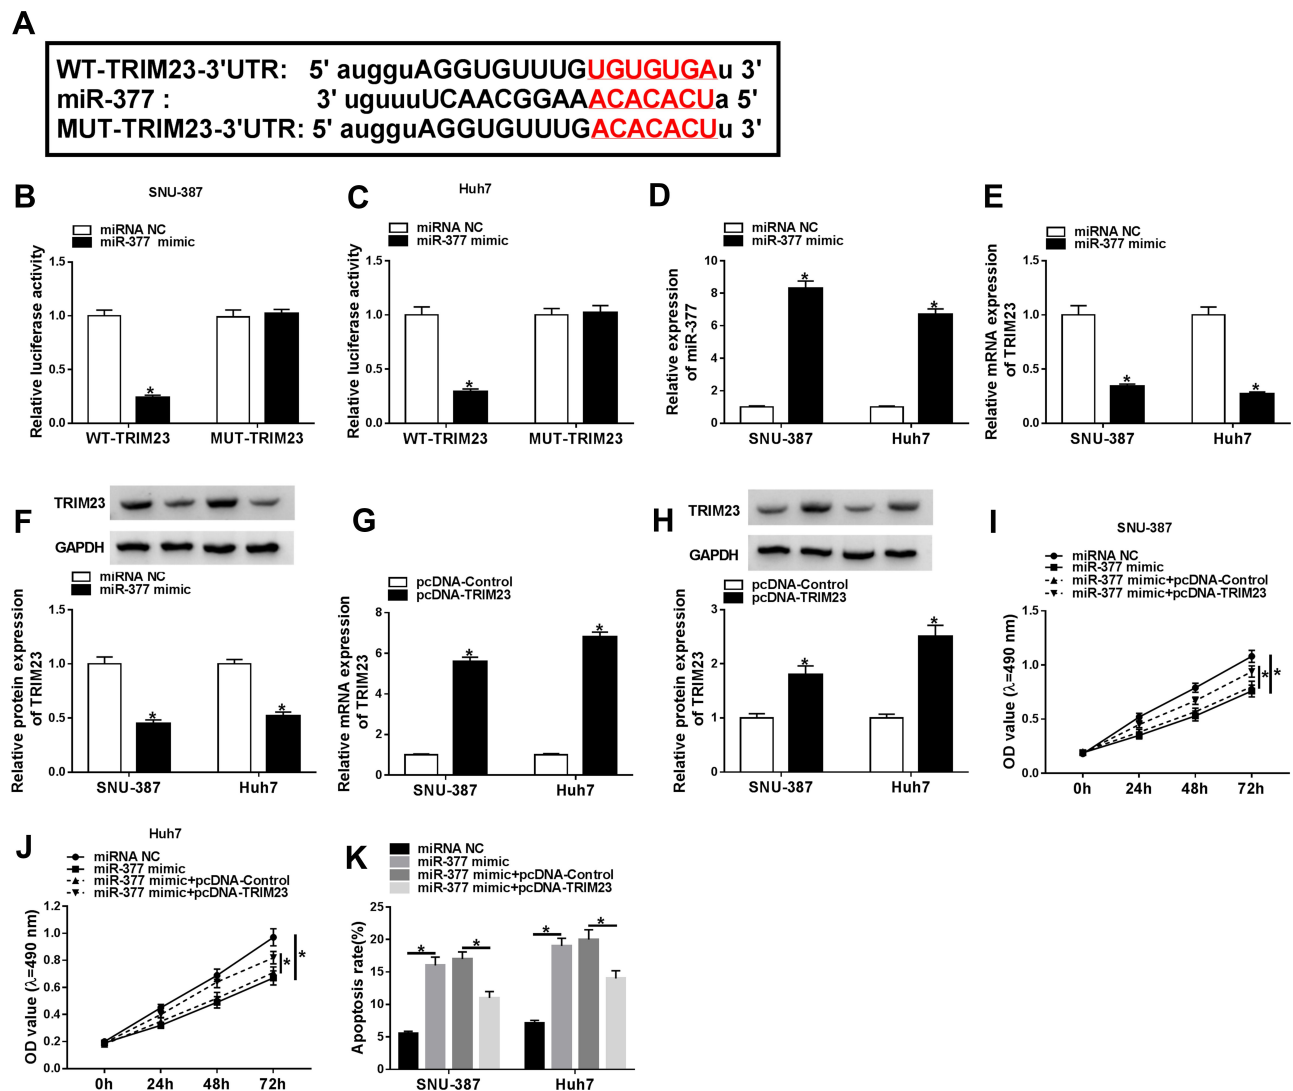 A
WT-TRIM23-3'UTR: 5' augguAGGUGUUUGUGUGUGAu 3'
miR-377 : 3' uguuuUCAACGGAAACACACUa 5'
MUT-TRIM23-3'UTR: 5' augguAGGUGUUUGACACACUu 3'
B
SNU-387
miRNA NC
miR-377 mimic
Relative luciferase activity
1.5
1.0
0.5
0.0
*
WT-TRIM23
MUT-TRIM23
C
Huh7
miRNA NC
miR-377 mimic
Relative luciferase activity
1.5
1.0
0.5
0.0
*
WT-TRIM23
MUT-TRIM23
D
miRNA NC
miR-377 mimic
Relative expression
of miR-377
10
8
6
4
2
0
*
*
SNU-387
Huh7
E
miRNA NC
miR-377 mimic
Relative mRNA expression
of TRIM23
1.5
1.0
0.5
0.0
*
*
SNU-387
Huh7
F
TRIM23
GAPDH
miRNA NC
miR-377 mimic
Relative protein expression
of TRIM23
1.5
1.0
0.5
0.0
*
*
SNU-387
Huh7
G
pcDNA-Control
pcDNA-TRIM23
Relative mRNA expression
of TRIM23
8
6
4
2
0
*
*
SNU-387
Huh7
H
TRIM23
GAPDH
pcDNA-Control
pcDNA-TRIM23
Relative protein expression
of TRIM23
3
2
1
0
*
*
SNU-387
Huh7
I
SNU-387
miRNA NC
miR-377 mimic
miR-377 mimic+pcDNA-Control
miR-377 mimic+pcDNA-TRIM23
OD value (λ=490 nm)
1.5
1.0
0.5
0.0
*
*
0h
24h
48h
72h
J
Huh7
miRNA NC
miR-377 mimic
miR-377 mimic+pcDNA-Control
miR-377 mimic+pcDNA-TRIM23
OD value (λ=490 nm)
1.2
1.0
0.8
0.6
0.4
0.2
0.0
*
*
0h
24h
48h
72h
K
miRNA NC
miR-377 mimic
miR-377 mimic+pcDNA-Control
miR-377 mimic+pcDNA-TRIM23
Apoptosis rate(%)
25
20
15
10
5
0
*
*
*
*
SNU-387
Huh7